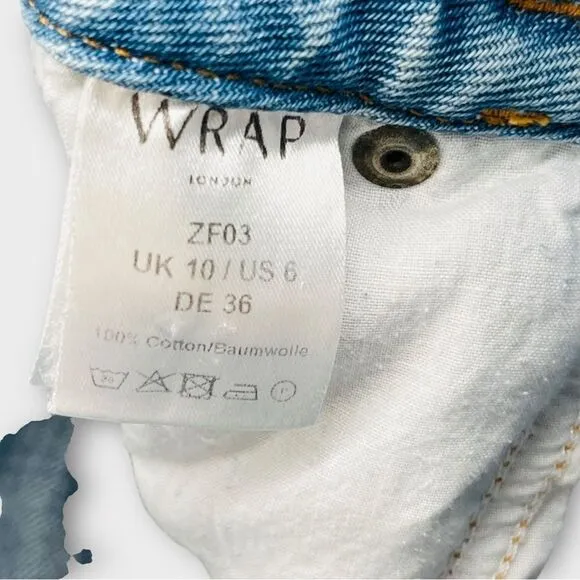 WRAP
LONDON
ZF03
UK 10 / US 6
DE 36
100% Cotton/Baumwolle